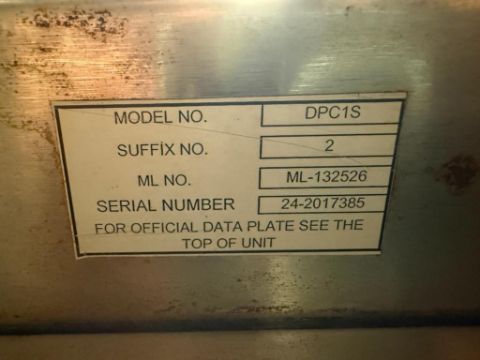 MODEL NO. DPC1S
SUFFIX NO. 2
ML NO. ML-132526
SERIAL NUMBER 24-2017385
FOR OFFICIAL DATA PLATE SEE THE
TOP OF UNIT